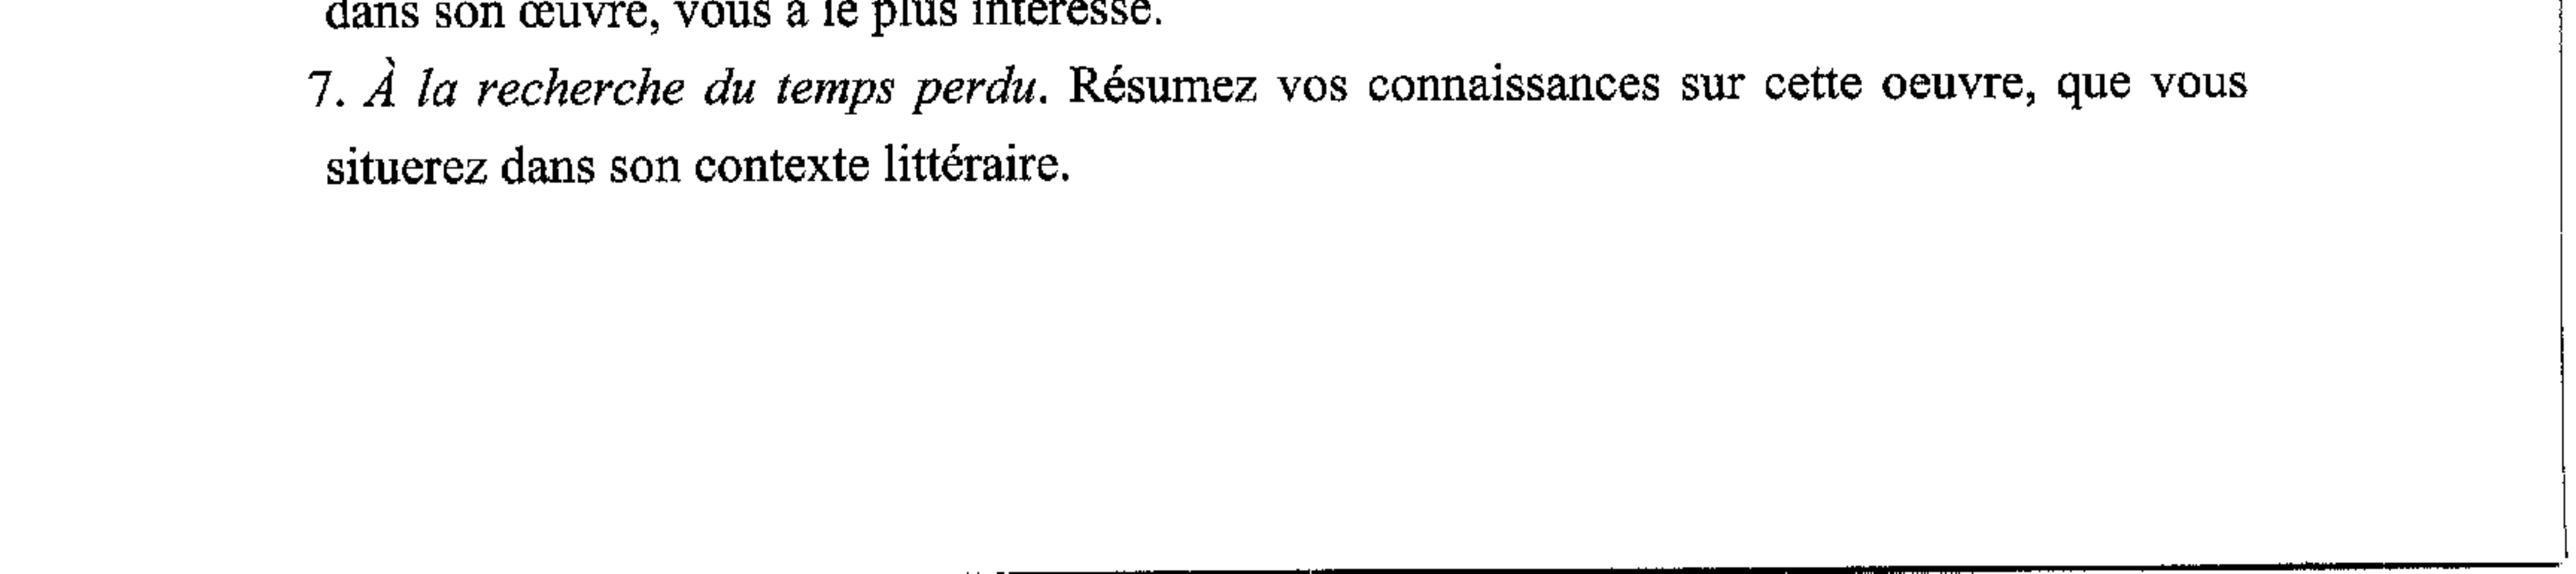 dans son œuvre, vous a le plus intéressé.
7. À la recherche du temps perdu. Résumez vos connaissances sur cette oeuvre, que vous
situerez dans son contexte littéraire.